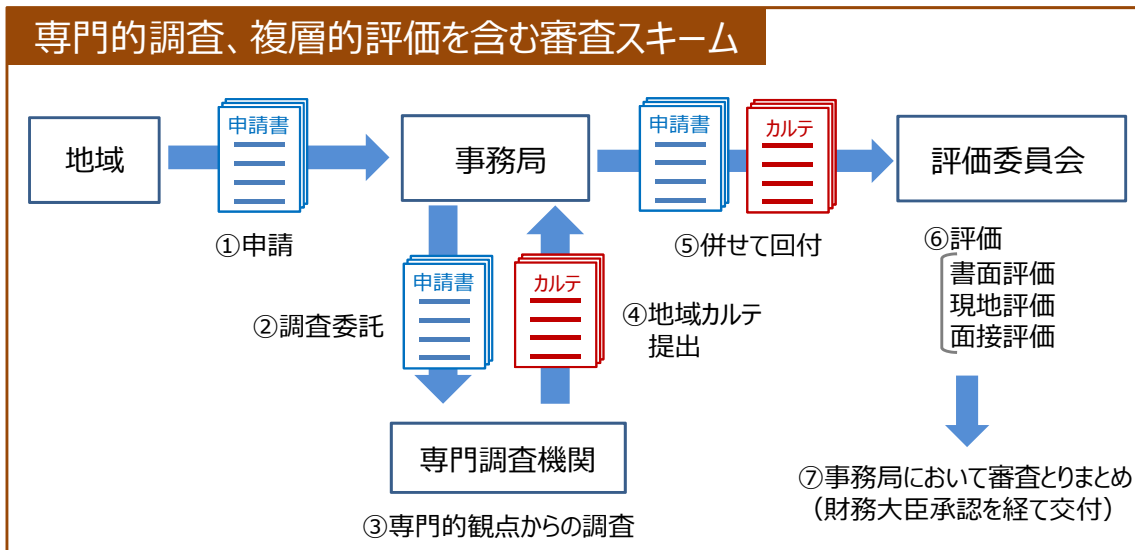 専門的調査、複層的評価を含む審査スキーム
地域
申請書
①申請
事務局
申請書
カルテ
⑤併せて回付
評価委員会
⑥評価
書面評価
現地評価
面接評価
②調査委託
申請書
カルテ
④地域カルテ
提出
専門調査機関
③専門的観点からの調査
⑦事務局において審査とりまとめ
（財務大臣承認を経て交付）